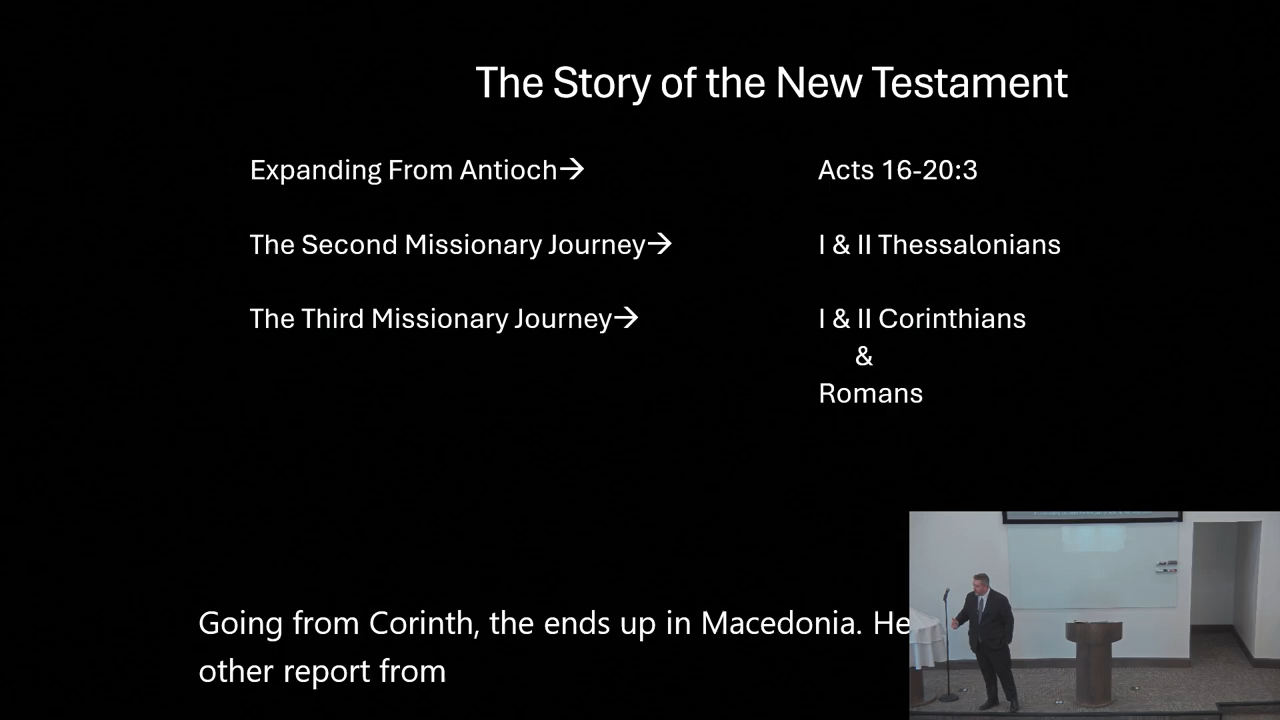 The Story of the New Testament
Expanding From Antioch→ Acts 16-20:3
The Second Missionary Journey→ I & II Thessalonians
The Third Missionary Journey→ I & II Corinthians
&
Romans
Going from Corinth, the ends up in Macedonia. He
other report from